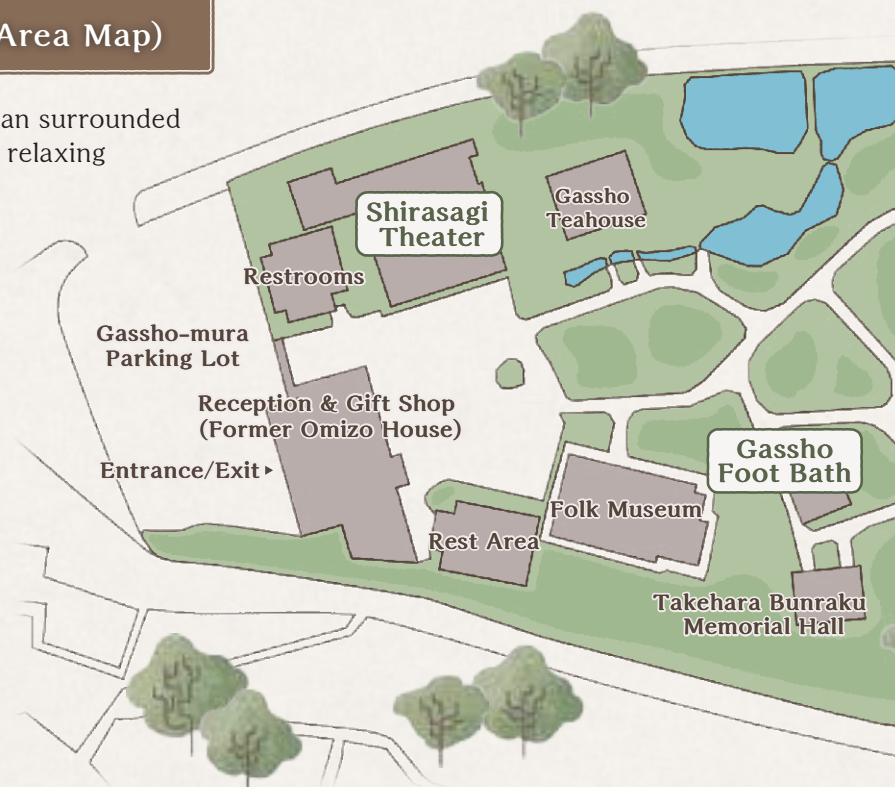 Area Map)
an surrounded
relaxing
Gassho
Teahouse
Shirasagi
Theater
Restrooms
Gassho-mura
Parking Lot
Reception & Gift Shop
(Former Omizo House)
Entrance/Exit▸
Gassho
Foot Bath
Folk Museum
Rest Area
Takehara Bunraku
Memorial Hall